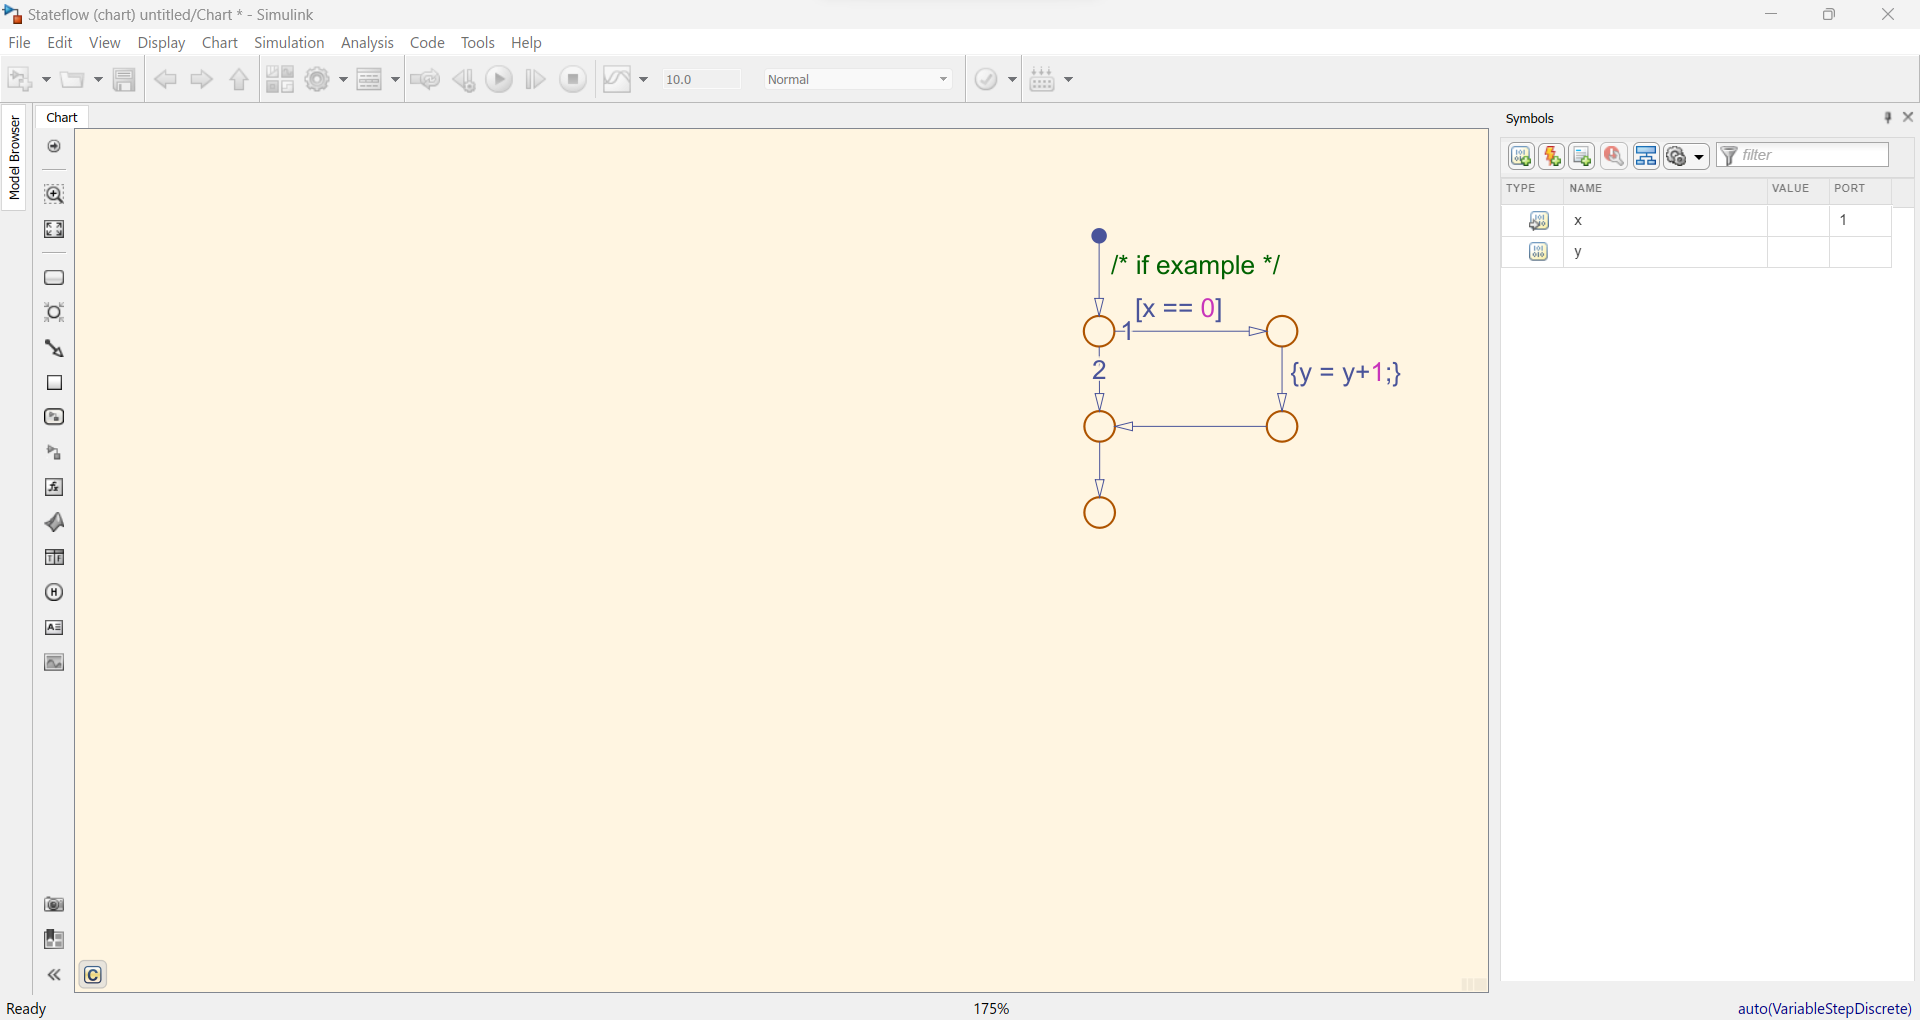 Stateflow (chart) untitled/Chart * - Simulink
File Edit View Display Chart Simulation Analysis Code Tools Help
10.0 Normal
Model Browser
Chart
Symbols
filter
TYPE NAME VALUE PORT
x 1
y
/* if example */
[x == 0]
1
2
{y = y+1;}
Ready 175% auto(VariableStepDiscrete)